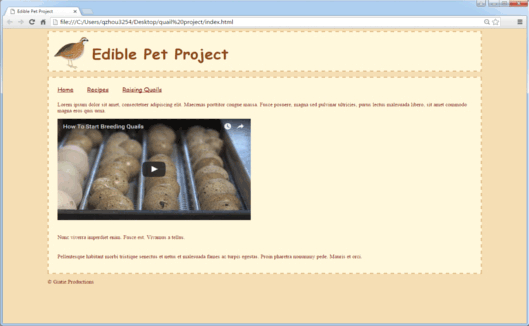 Edible Pet Project
file:///C:/Users/qzhou3254/Desktop/quail%20project/index.html
Edible Pet Project
Home Recipes Raising Quails
Lorem ipsum dolor sit amet, consectetuer adipiscing elit. Maecenas porttitor congue massa. Fusce posuere, magna sed pulvinar ultricies, purus lectus malesuada libero, sit amet commodo
magna eros quis urna.
How To Start Breeding Quails
Nunc viverra imperdiet enim. Fusce est. Vivamus a tellus.
Pellentesque habitant morbi tristique senectus et netus et malesuada fames ac turpis egestas. Proin pharetra nonummy pede. Mauris et orci.
© Productions